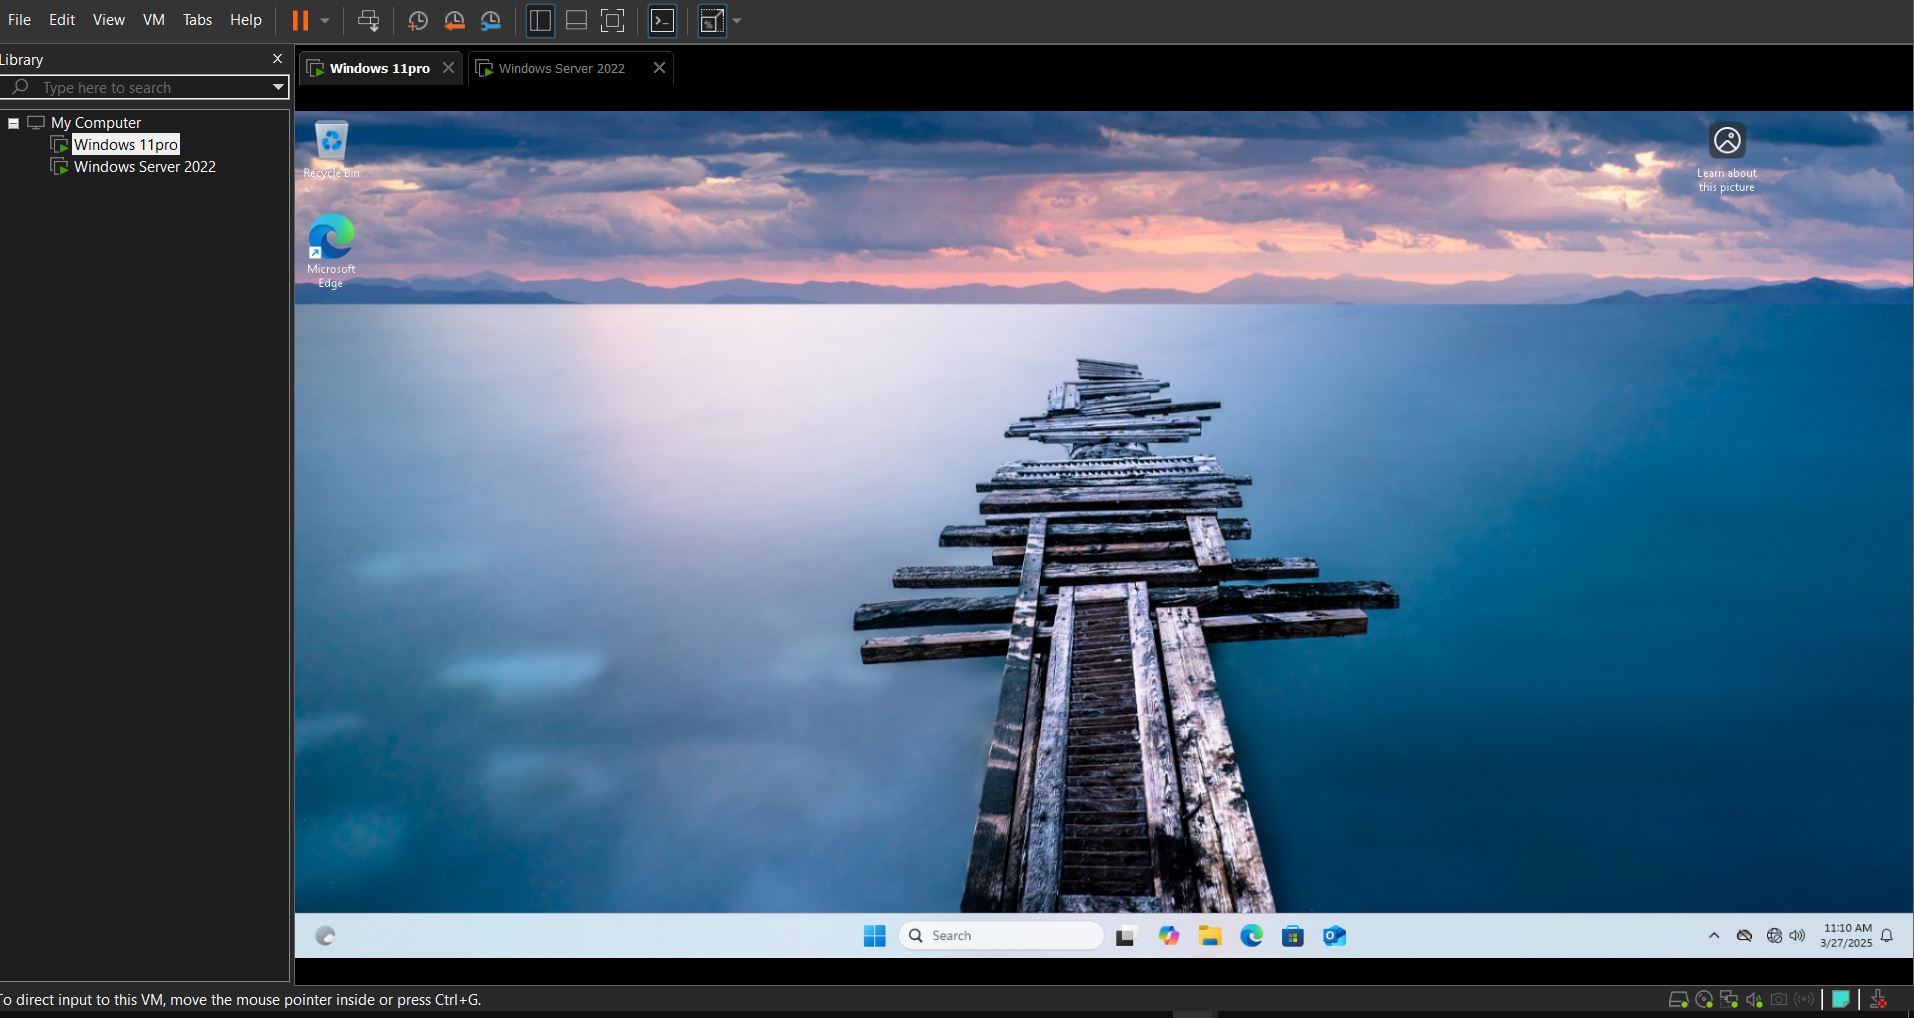 File Edit View VM Tabs Help
Library
Type here to search
My Computer
Windows 11pro
Windows Server 2022
Windows 11pro
Windows Server 2022
Recycle Bin
Microsoft
Edge
Learn about
this picture
Search
11:10 AM
3/27/2025
To direct input to this VM, move the mouse pointer inside or press Ctrl+G.